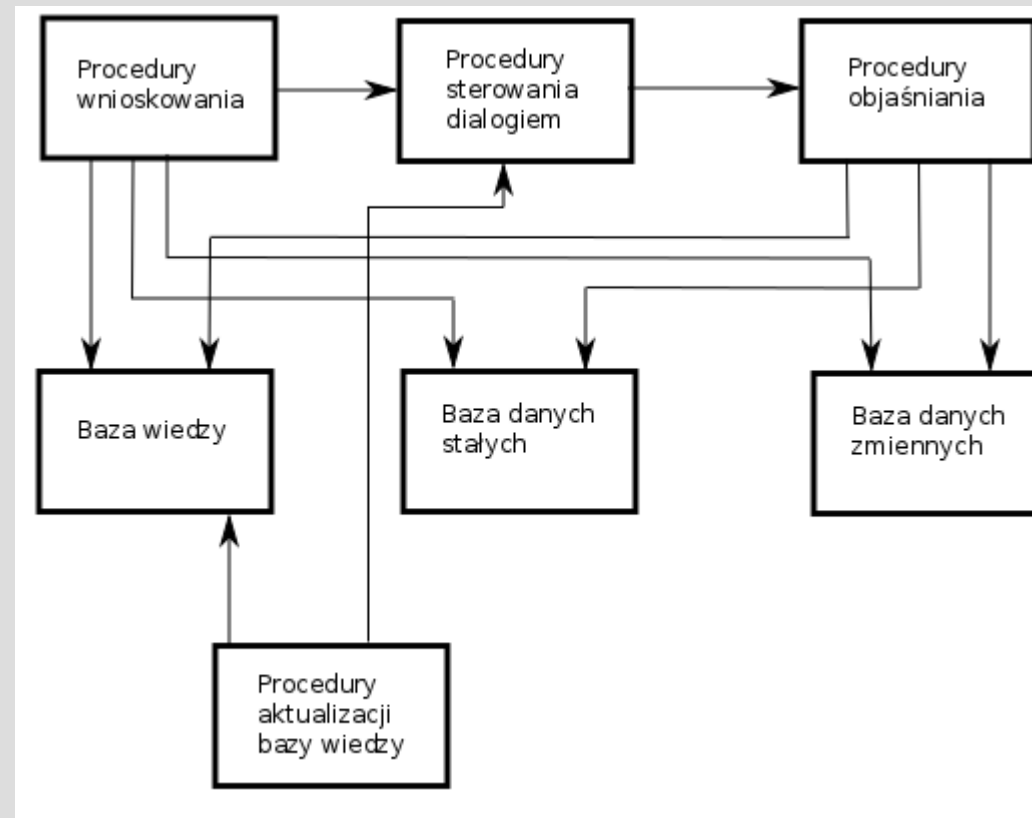 Procedury
wnioskowania
Procedury
sterowania
dialogiem
Procedury
objaśniania
Baza wiedzy
Baza danych
stałych
Baza danych
zmiennych
Procedury
aktualizacji
bazy wiedzy